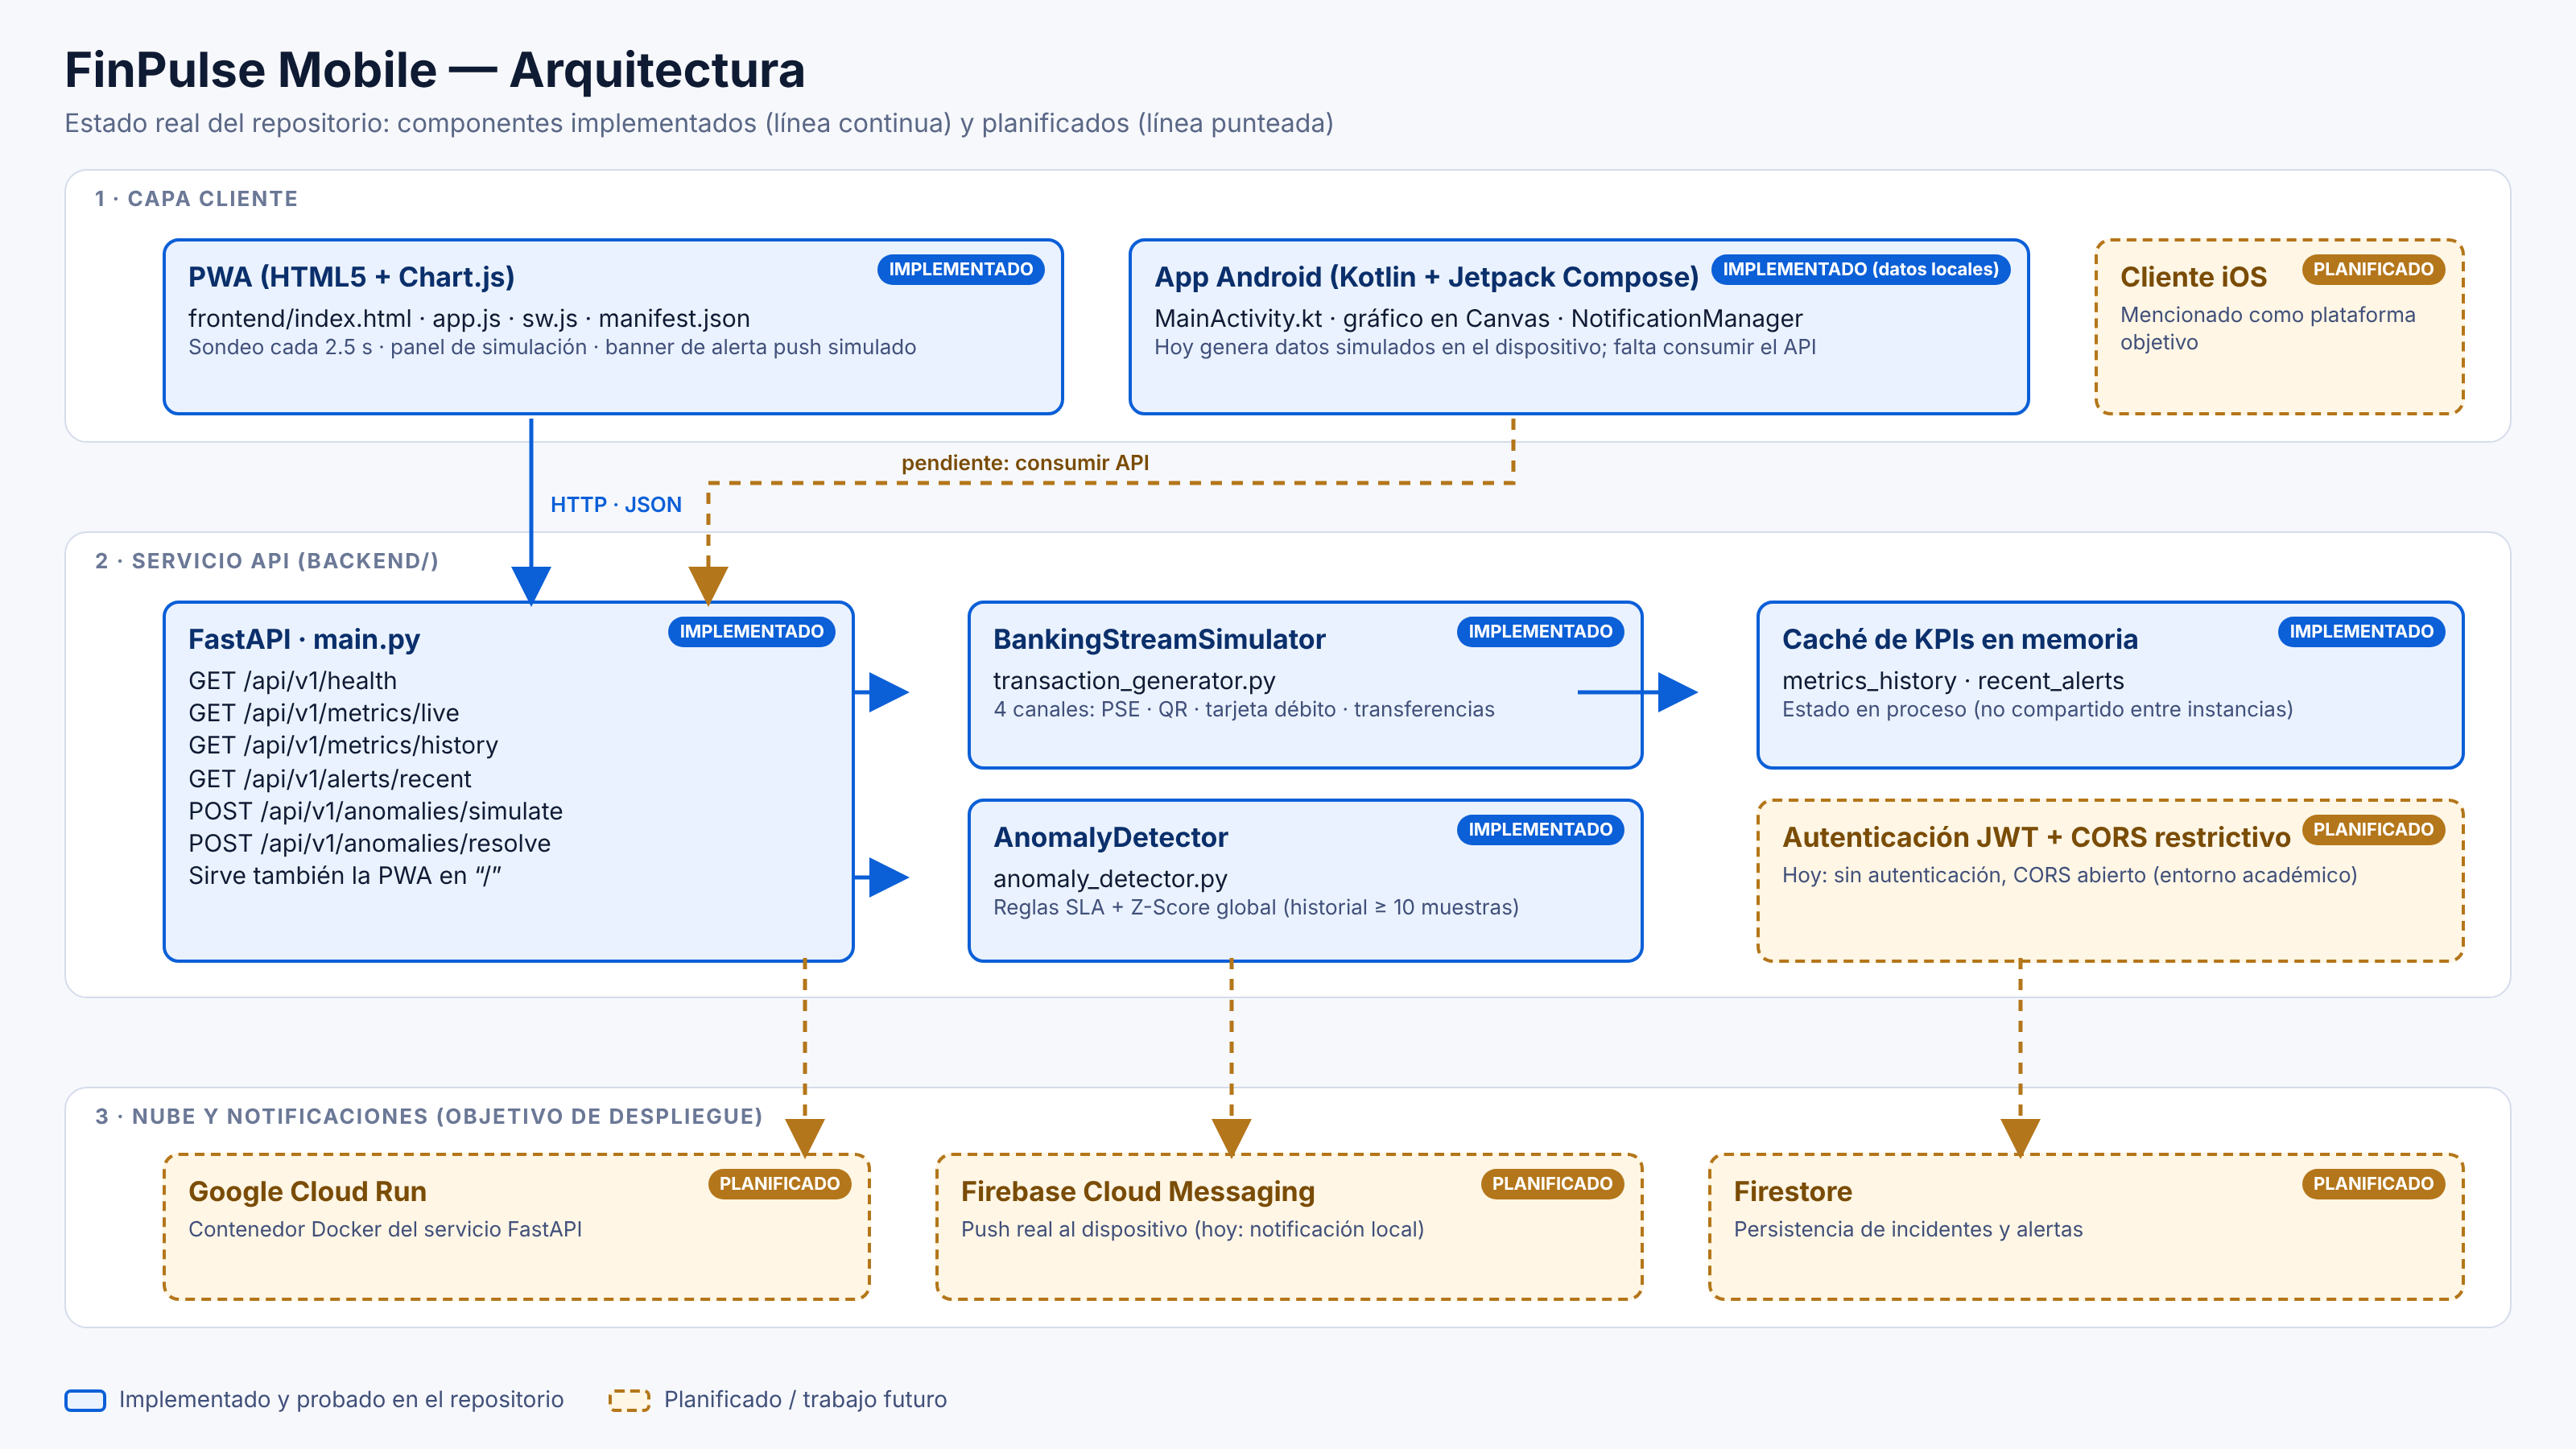 FinPulse Mobile — Arquitectura
Estado real del repositorio: componentes implementados (línea continua) y planificados (línea punteada)
1 · CAPA CLIENTE
PWA (HTML5 + Chart.js)
IMPLEMENTADO
frontend/index.html · app.js · sw.js · manifest.json
Sondeo cada 2.5 s · panel de simulación · banner de alerta push simulado
App Android (Kotlin + Jetpack Compose)
IMPLEMENTADO (datos locales)
MainActivity.kt · gráfico en Canvas · NotificationManager
Hoy genera datos simulados en el dispositivo; falta consumir el API
Cliente iOS
PLANIFICADO
Mencionado como plataforma
objetivo
pendiente: consumir API
HTTP · JSON
2 · SERVICIO API (BACKEND/)
FastAPI · main.py
IMPLEMENTADO
GET /api/v1/health
GET /api/v1/metrics/live
GET /api/v1/metrics/history
GET /api/v1/alerts/recent
POST /api/v1/anomalies/simulate
POST /api/v1/anomalies/resolve
Sirve también la PWA en “/”
BankingStreamSimulator
IMPLEMENTADO
transaction_generator.py
4 canales: PSE · QR · tarjeta débito · transferencias
Caché de KPIs en memoria
IMPLEMENTADO
metrics_history · recent_alerts
Estado en proceso (no compartido entre instancias)
AnomalyDetector
IMPLEMENTADO
anomaly_detector.py
Reglas SLA + Z-Score global (historial ≥ 10 muestras)
Autenticación JWT + CORS restrictivo
PLANIFICADO
Hoy: sin autenticación, CORS abierto (entorno académico)
3 · NUBE Y NOTIFICACIONES (OBJETIVO DE DESPLIEGUE)
Google Cloud Run
PLANIFICADO
Contenedor Docker del servicio FastAPI
Firebase Cloud Messaging
PLANIFICADO
Push real al dispositivo (hoy: notificación local)
Firestore
PLANIFICADO
Persistencia de incidentes y alertas
Implementado y probado en el repositorio
Planificado / trabajo futuro